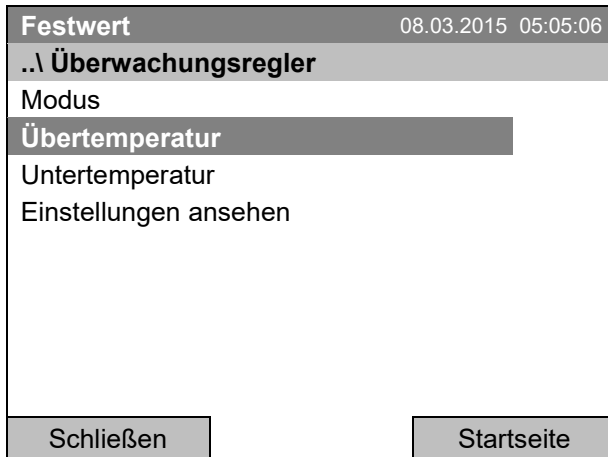 Festwert 08.03.2015 05:05:06
..\ Überwachungsregler
Modus
Übertemperatur
Untertemperatur
Einstellungen ansehen
Schließen Startseite